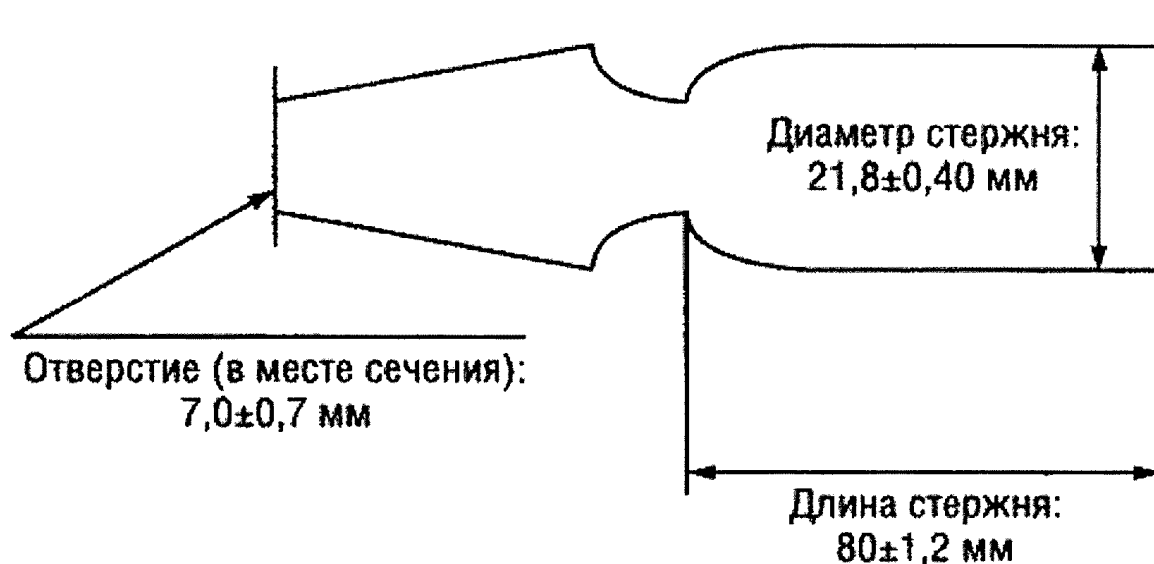 Диаметр стержня:
21,8±0,40 мм
Отверстие (в месте сечения):
7,0±0,7 мм
Длина стержня:
80±1,2 мм